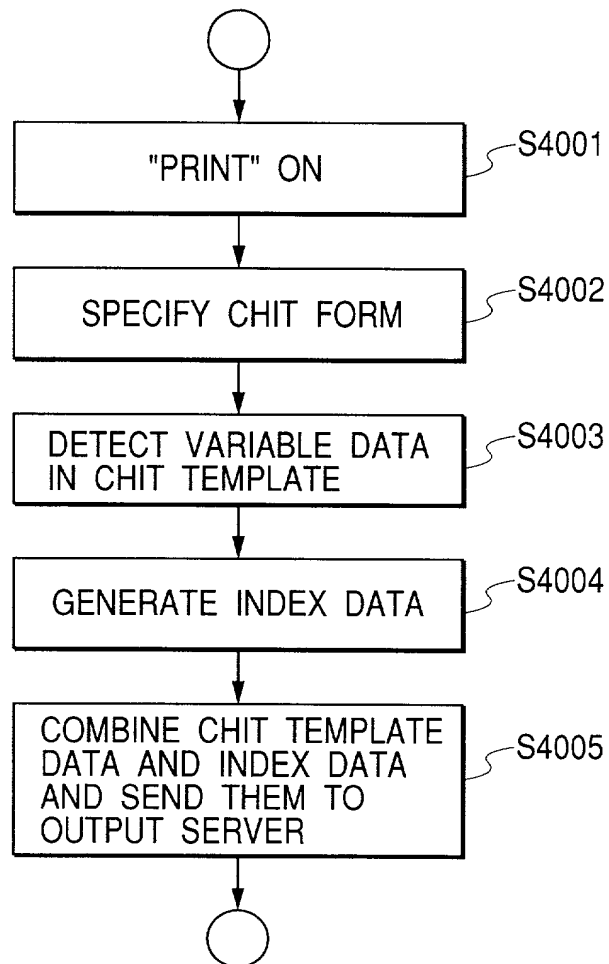 "PRINT" ON
S4001
SPECIFY CHIT FORM
S4002
DETECT VARIABLE DATA
IN CHIT TEMPLATE
S4003
GENERATE INDEX DATA
S4004
COMBINE CHIT TEMPLATE
DATA AND INDEX DATA
AND SEND THEM TO
OUTPUT SERVER
S4005